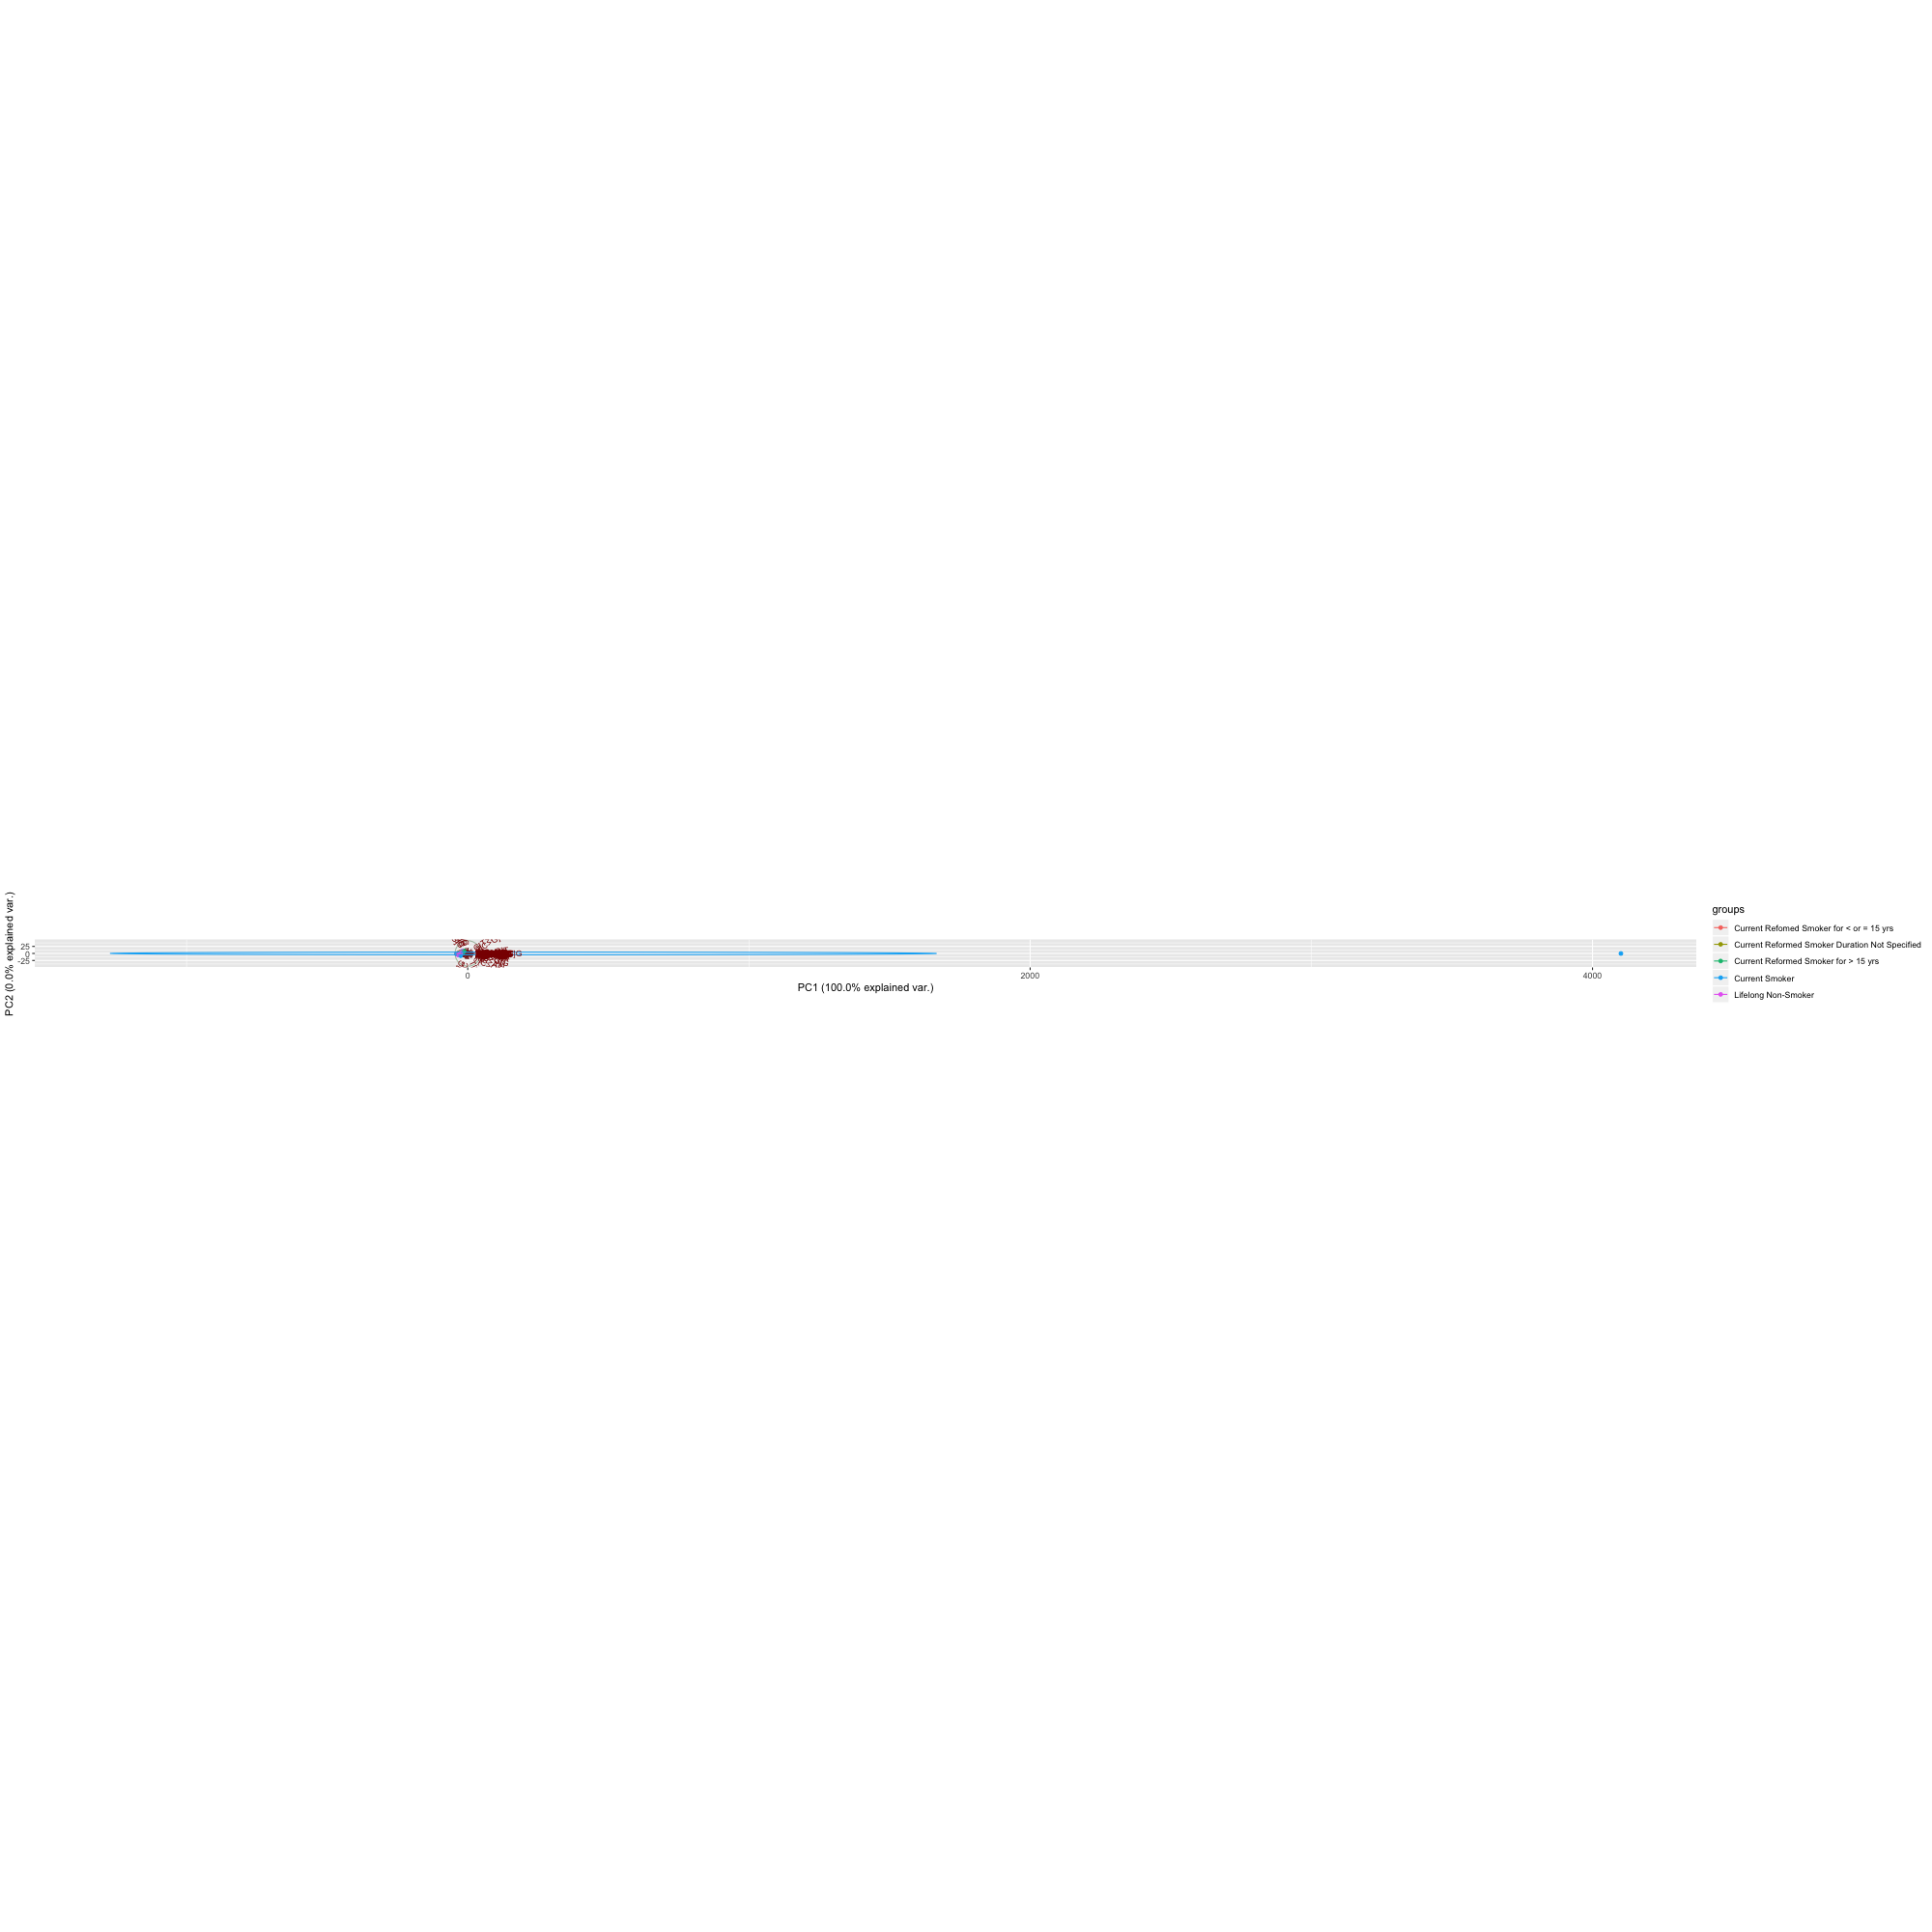 PC2 (0.0% explained var.)
25
0
-25
G
0
2000
4000
PC1 (100.0% explained var.)
groups
Current Refomed Smoker for < or = 15 yrs
Current Reformed Smoker Duration Not Specified
Current Reformed Smoker for > 15 yrs
Current Smoker
Lifelong Non-Smoker